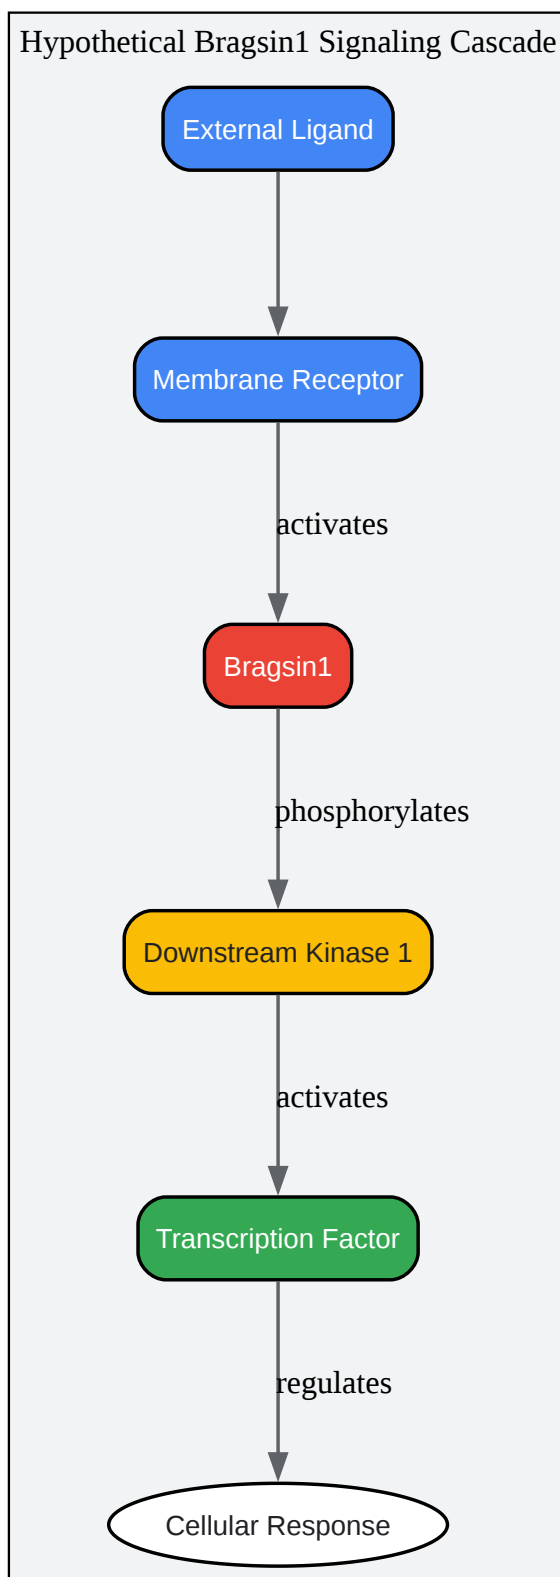 Hypothetical Bragsin1 Signaling Cascade
External Ligand
Membrane Receptor
activates
Bragsin1
phosphorylates
Downstream Kinase 1
activates
Transcription Factor
regulates
Cellular Response